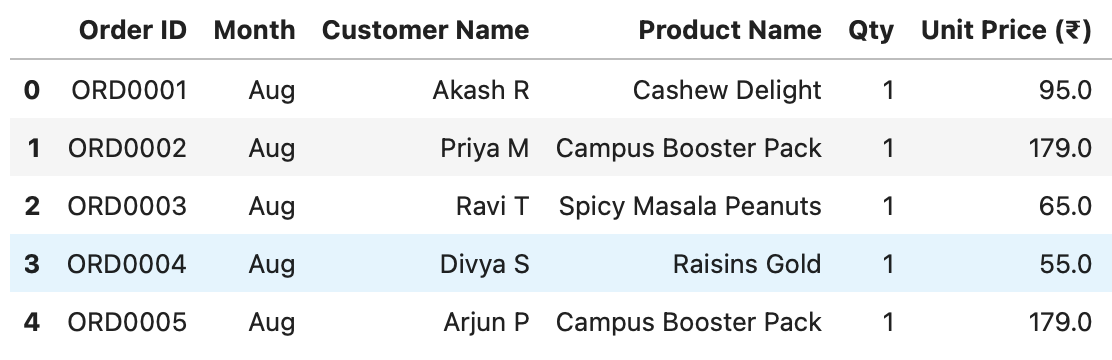 Order ID Month Customer Name Product Name Qty Unit Price (₹)
0 ORD0001 Aug Akash R Cashew Delight 1 95.0
1 ORD0002 Aug Priya M Campus Booster Pack 1 179.0
2 ORD0003 Aug Ravi T Spicy Masala Peanuts 1 65.0
3 ORD0004 Aug Divya S Raisins Gold 1 55.0
4 ORD0005 Aug Arjun P Campus Booster Pack 1 179.0